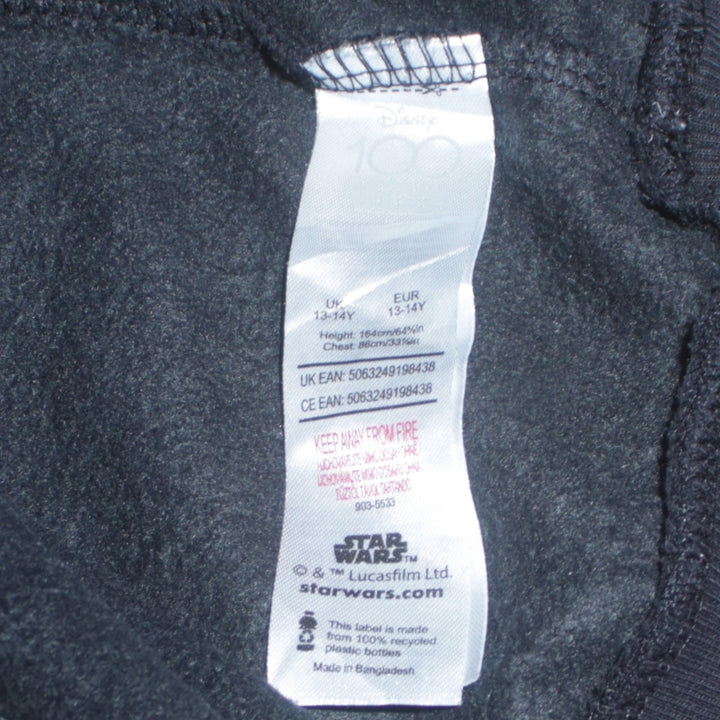 Disney
100
UK EUR
13-14Y 13-14Y
Height: 164cm/64½in
Chest: 86cm/33¾in
UK EAN: 5063249198438
CE EAN: 5063249198438
KEEP AWAY FROM FIRE
903-5533
STAR
WARS™
© & ™ Lucasfilm Ltd.
starwars.com
This label is made
from 100% recycled
plastic bottles
Made in Bangladesh